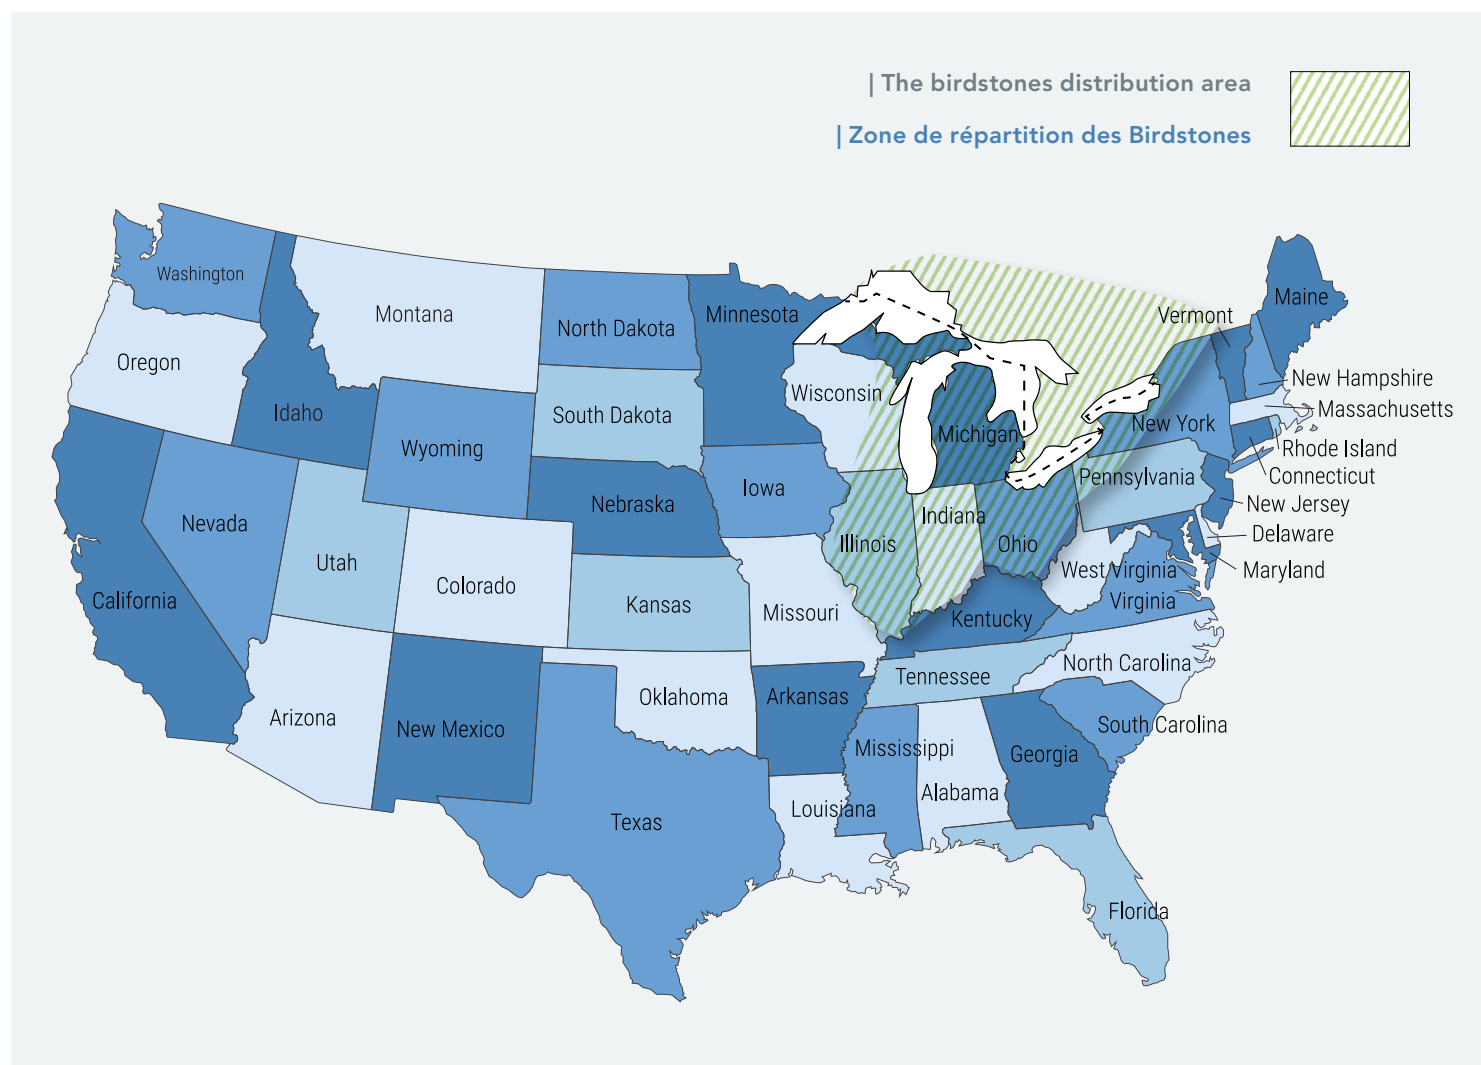 | The birdstones distribution area
| Zone de répartition des Birdstones
Washington
Montana
North Dakota
Minnesota
Vermont
Maine
Oregon
Idaho
Wyoming
South Dakota
Wisconsin
Michigan
New York
New Hampshire
Massachusetts
Rhode Island
Connecticut
New Jersey
Delaware
Maryland
Nevada
Utah
Colorado
Nebraska
Iowa
Illinois
Indiana
Ohio
Pennsylvania
California
Kansas
Missouri
Kentucky
West Virginia
Virginia
Arizona
New Mexico
Oklahoma
Arkansas
Tennessee
North Carolina
South Carolina
Texas
Louisiana
Mississippi
Alabama
Georgia
Florida